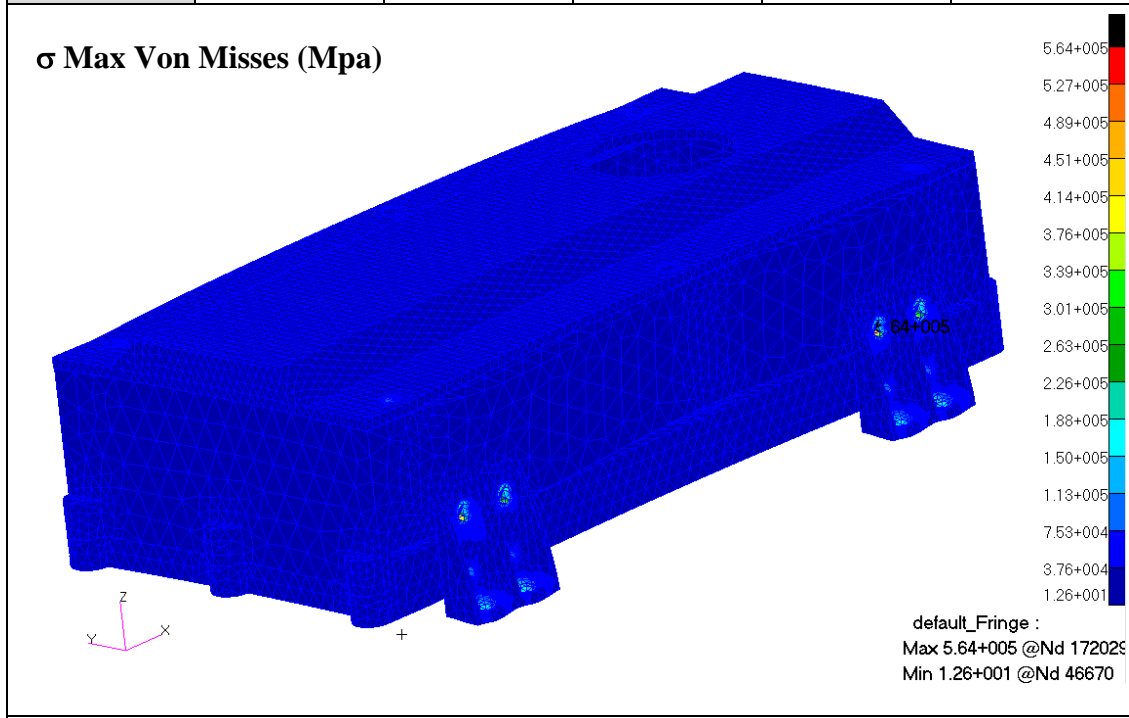 σ Max Von Misses (Mpa)
5.64+005
5.27+005
4.89+005
4.51+005
4.14+005
3.76+005
3.39+005
3.01+005
2.63+005
2.26+005
1.88+005
1.50+005
1.13+005
7.53+004
3.76+004
1.26+001
5.64+005
Z
Y
X
default_Fringe :
Max 5.64+005 @Nd 172029
Min 1.26+001 @Nd 46670